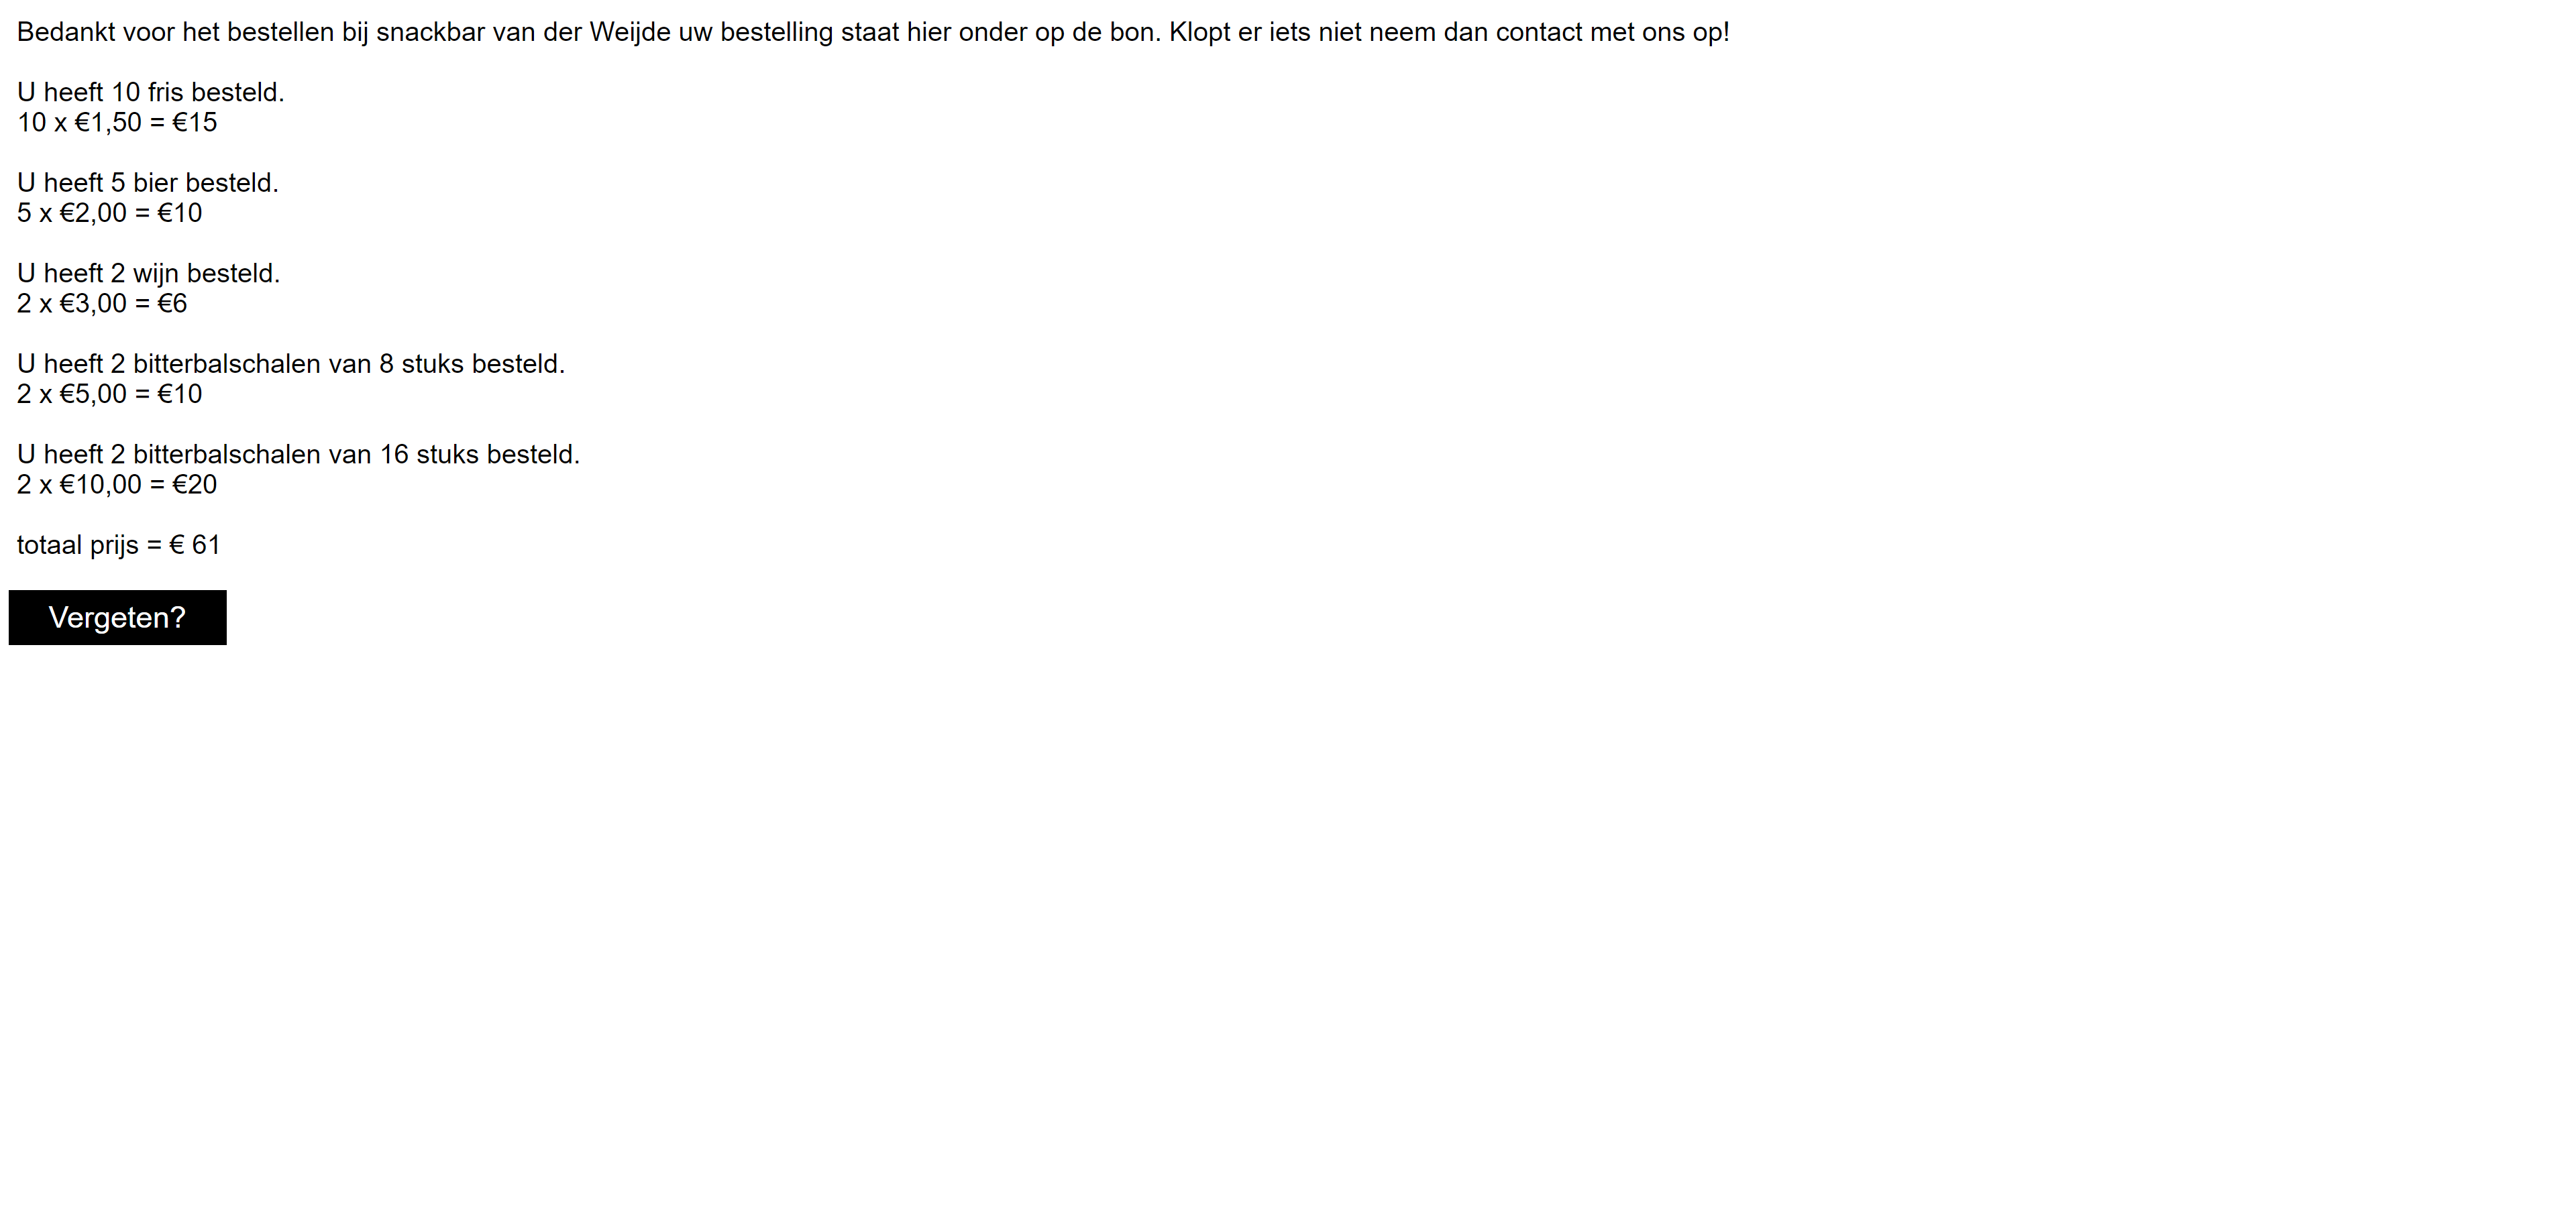 Bedankt voor het bestellen bij snackbar van der Weijde uw bestelling staat hier onder op de bon. Klopt er iets niet neem dan contact met ons op!
U heeft 10 fris besteld.
10 x €1,50 = €15
U heeft 5 bier besteld.
5 x €2,00 = €10
U heeft 2 wijn besteld.
2 x €3,00 = €6
U heeft 2 bitterbalschalen van 8 stuks besteld.
2 x €5,00 = €10
U heeft 2 bitterbalschalen van 16 stuks besteld.
2 x €10,00 = €20
totaal prijs = € 61
Vergeten?